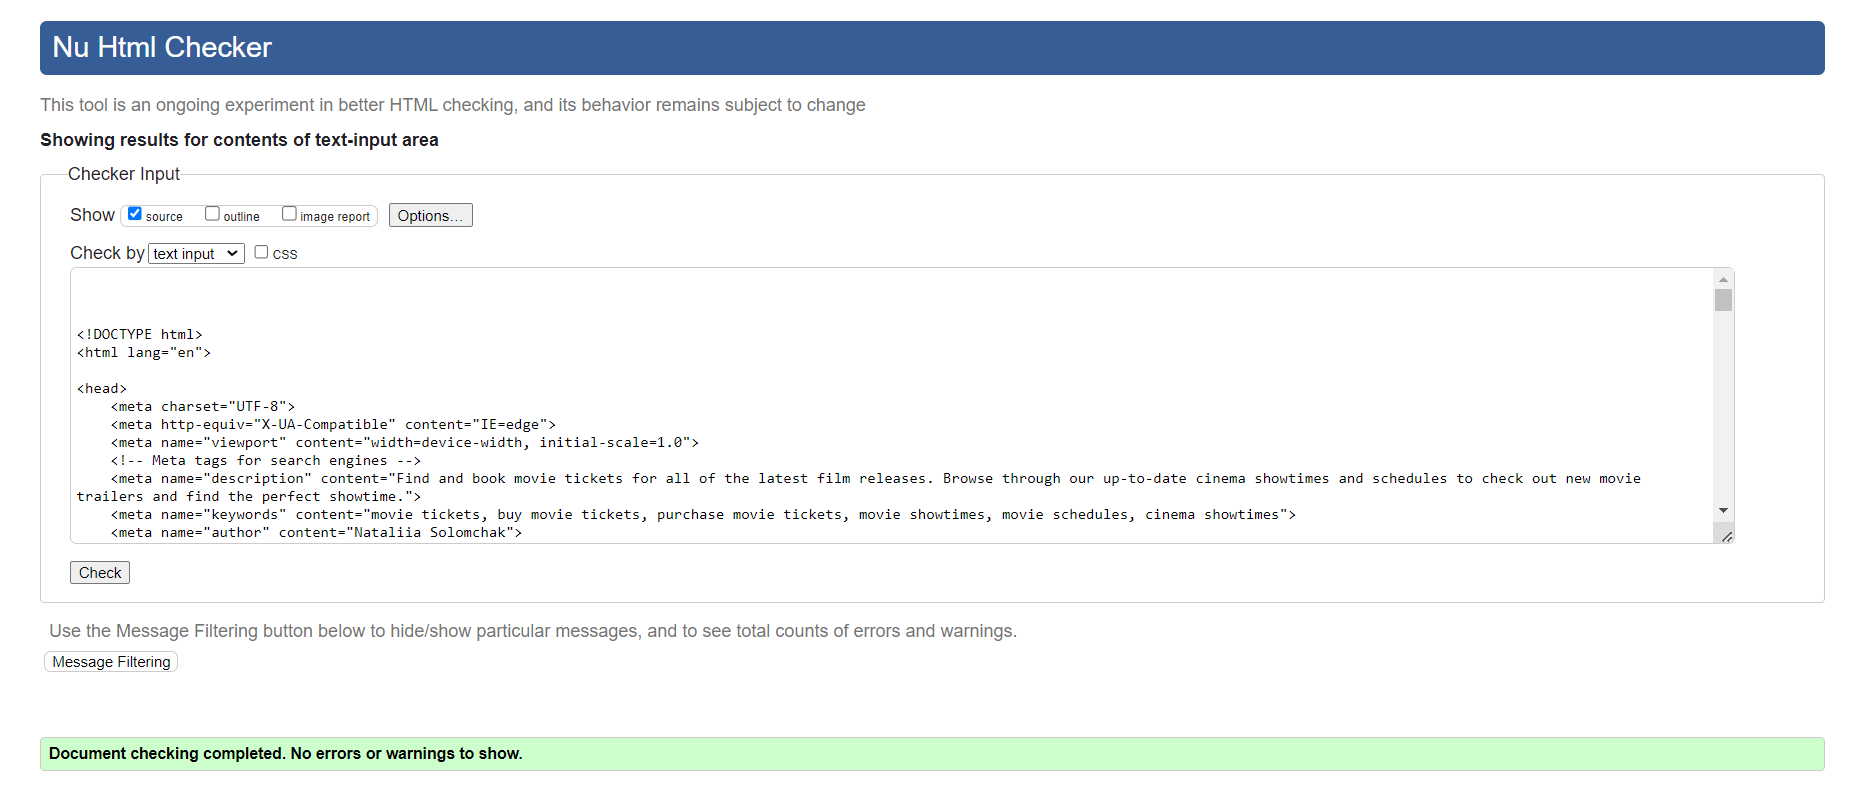 Nu Html Checker
This tool is an ongoing experiment in better HTML checking, and its behavior remains subject to change
Showing results for contents of text-input area
Checker Input
Show source outline image report Options...
Check by text input css
<!DOCTYPE html>
<html lang="en">
<head>
<meta charset="UTF-8">
<meta http-equiv="X-UA-Compatible" content="IE=edge">
<meta name="viewport" content="width=device-width, initial-scale=1.0">
<!-- Meta tags for search engines -->
<meta name="description" content="Find and book movie tickets for all of the latest film releases. Browse through our up-to-date cinema showtimes and schedules to check out new movie
trailers and find the perfect showtime.">
<meta name="keywords" content="movie tickets, buy movie tickets, purchase movie tickets, movie showtimes, movie schedules, cinema showtimes">
<meta name="author" content="Nataliia Solomchak">
Check
Use the Message Filtering button below to hide/show particular messages, and to see total counts of errors and warnings.
Message Filtering
Document checking completed. No errors or warnings to show.